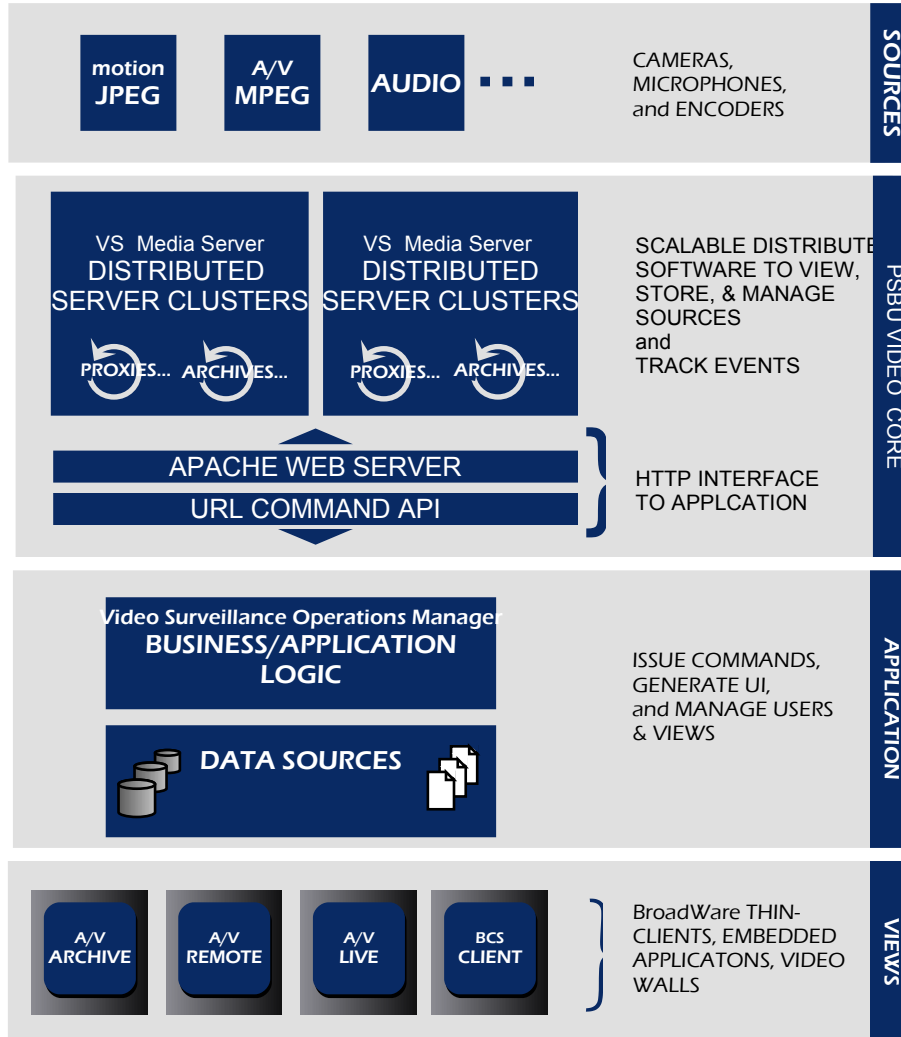 motion
JPEG
A/V
MPEG
AUDIO
CAMERAS,
MICROPHONES,
and ENCODERS
SOURCES
VS Media Server
DISTRIBUTED
SERVER CLUSTERS
PROXIES...
ARCHIVES...
VS Media Server
DISTRIBUTED
SERVER CLUSTERS
PROXIES...
ARCHIVES...
SCALABLE DISTRIBUTE
SOFTWARE TO VIEW,
STORE, & MANAGE
SOURCES
and
TRACK EVENTS
APACHE WEB SERVER
URL COMMAND API
HTTP INTERFACE
TO APPLCATION
PSBU VIDEO CORE
Video Surveillance Operations Manager
BUSINESS/APPLICATION
LOGIC
DATA SOURCES
ISSUE COMMANDS,
GENERATE UI,
and MANAGE USERS
& VIEWS
APPLICATION
A/V
ARCHIVE
A/V
REMOTE
A/V
LIVE
BCS
CLIENT
BroadWare THIN-
CLIENTS, EMBEDDED
APPLICATONS, VIDEO
WALLS
VIEWS